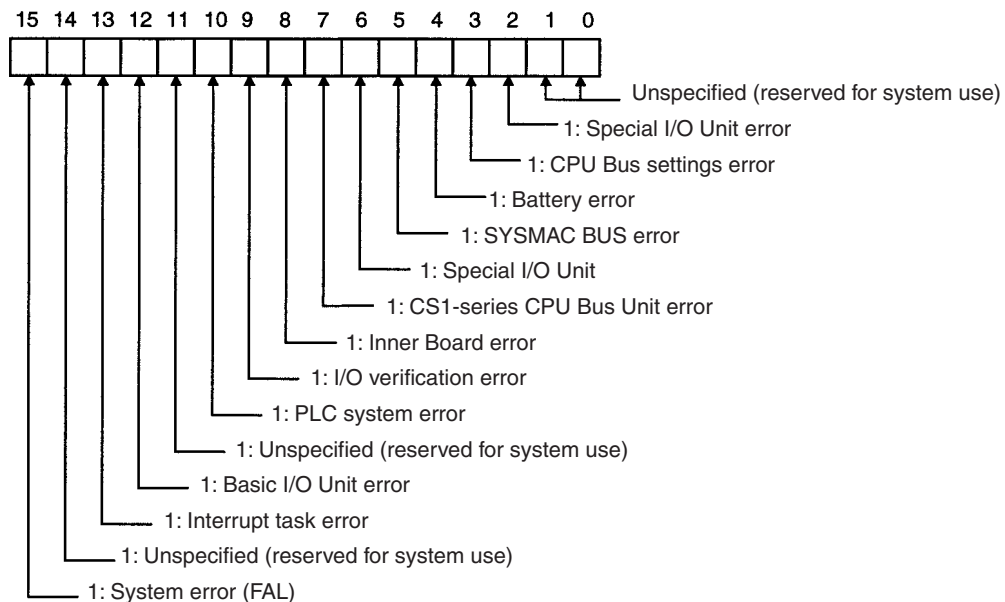 15 14 13 12 11 10 9 8 7 6 5 4 3 2 1 0
Unspecified (reserved for system use)
1: Special I/O Unit error
1: CPU Bus settings error
1: Battery error
1: SYSMAC BUS error
1: Special I/O Unit
1: CS1-series CPU Bus Unit error
1: Inner Board error
1: I/O verification error
1: PLC system error
1: Unspecified (reserved for system use)
1: Basic I/O Unit error
1: Interrupt task error
1: Unspecified (reserved for system use)
1: System error (FAL)